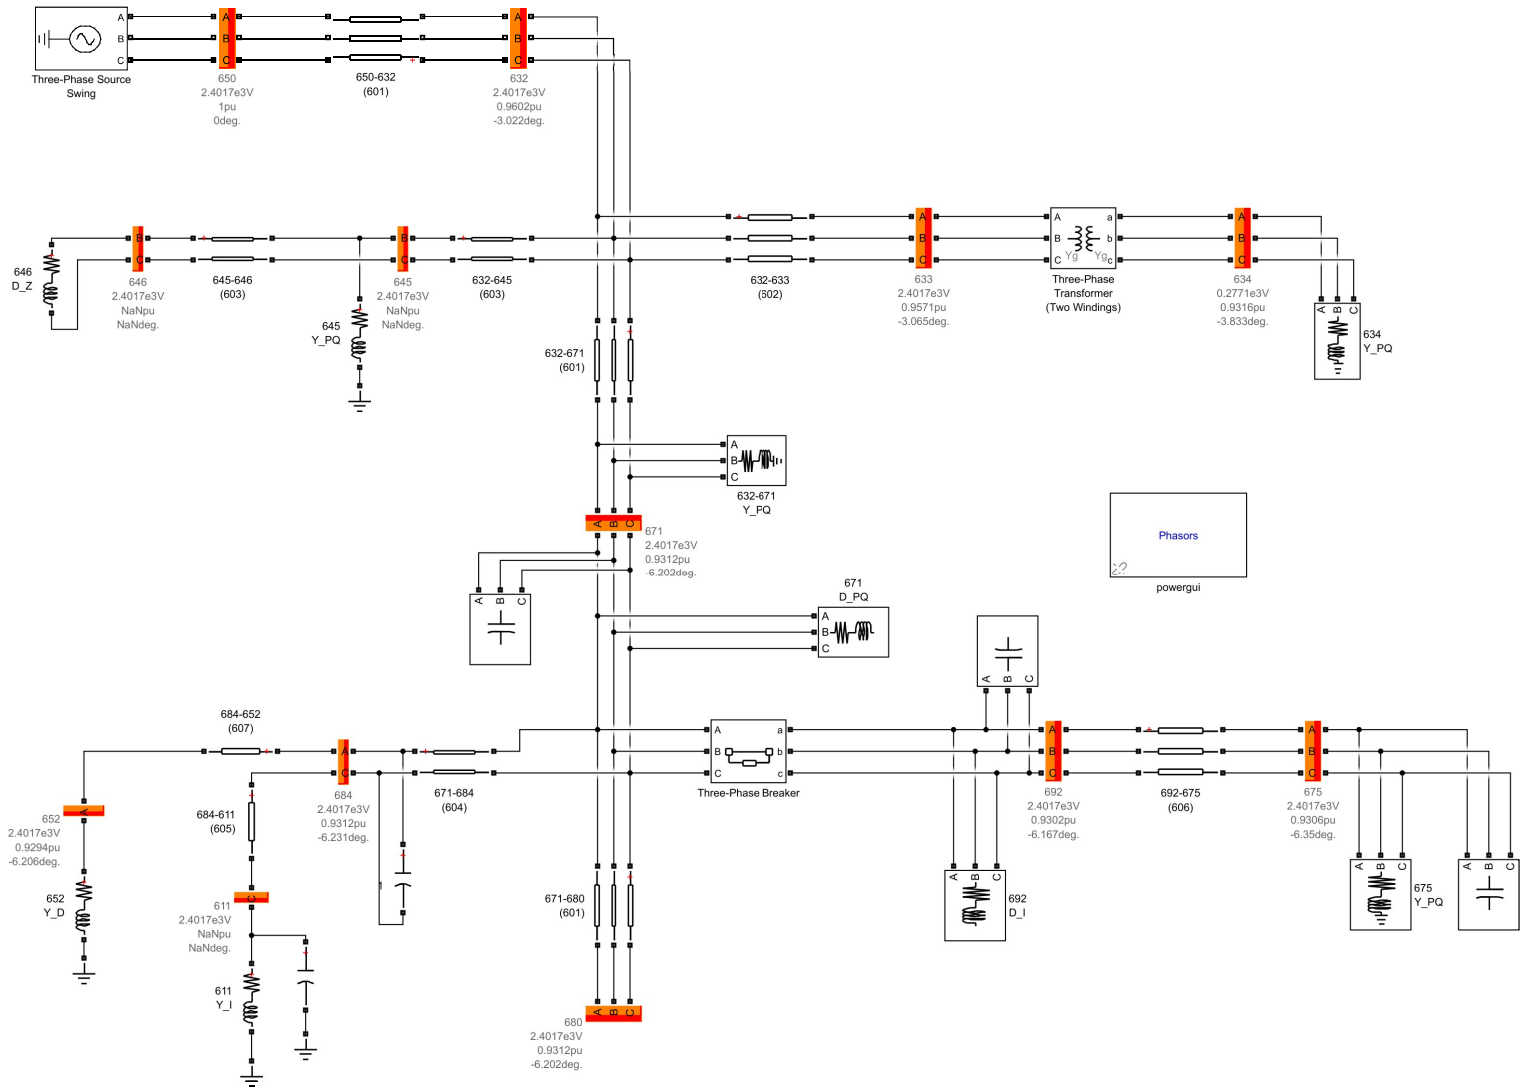 A
B
C
Three-Phase Source
Swing
A
B
C
650
2.4017e3V
1pu
0deg.
650-632
(601)
A
B
C
632
2.4017e3V
0.9602pu
-3.022deg.
646
D_Z
B
C
646
2.4017e3V
NaNpu
NaNdeg.
645-646
(603)
645
Y_PQ
B
C
645
2.4017e3V
NaNpu
NaNdeg.
632-645
(603)
632-633
(602)
A
B
C
633
2.4017e3V
0.9571pu
-3.065deg.
A
B
C
Yg
Yg
a
b
c
Three-Phase
Transformer
(Two Windings)
A
B
C
634
0.2771e3V
0.9316pu
-3.833deg.
A B C
634
Y_PQ
632-671
(601)
A
B
C
632-671
Y_PQ
A B C
671
2.4017e3V
0.9312pu
-6.202deg.
Phasors
powergui
A B C
671
D_PQ
A
B
C
A B C
684-652
(607)
A
C
684
2.4017e3V
0.9312pu
-6.231deg.
671-684
(604)
A
B
C
a
b
c
Three-Phase Breaker
A
B
C
692
2.4017e3V
0.9302pu
-6.167deg.
692-675
(606)
A
B
C
675
2.4017e3V
0.9306pu
-6.35deg.
A
652
2.4017e3V
0.9294pu
-6.206deg.
652
Y_D
684-611
(605)
C
611
2.4017e3V
NaNpu
NaNdeg.
611
Y_I
671-680
(601)
A B C
692
D_I
A B C
675
Y_PQ
A B C
A B C
680
2.4017e3V
0.9312pu
-6.202deg.